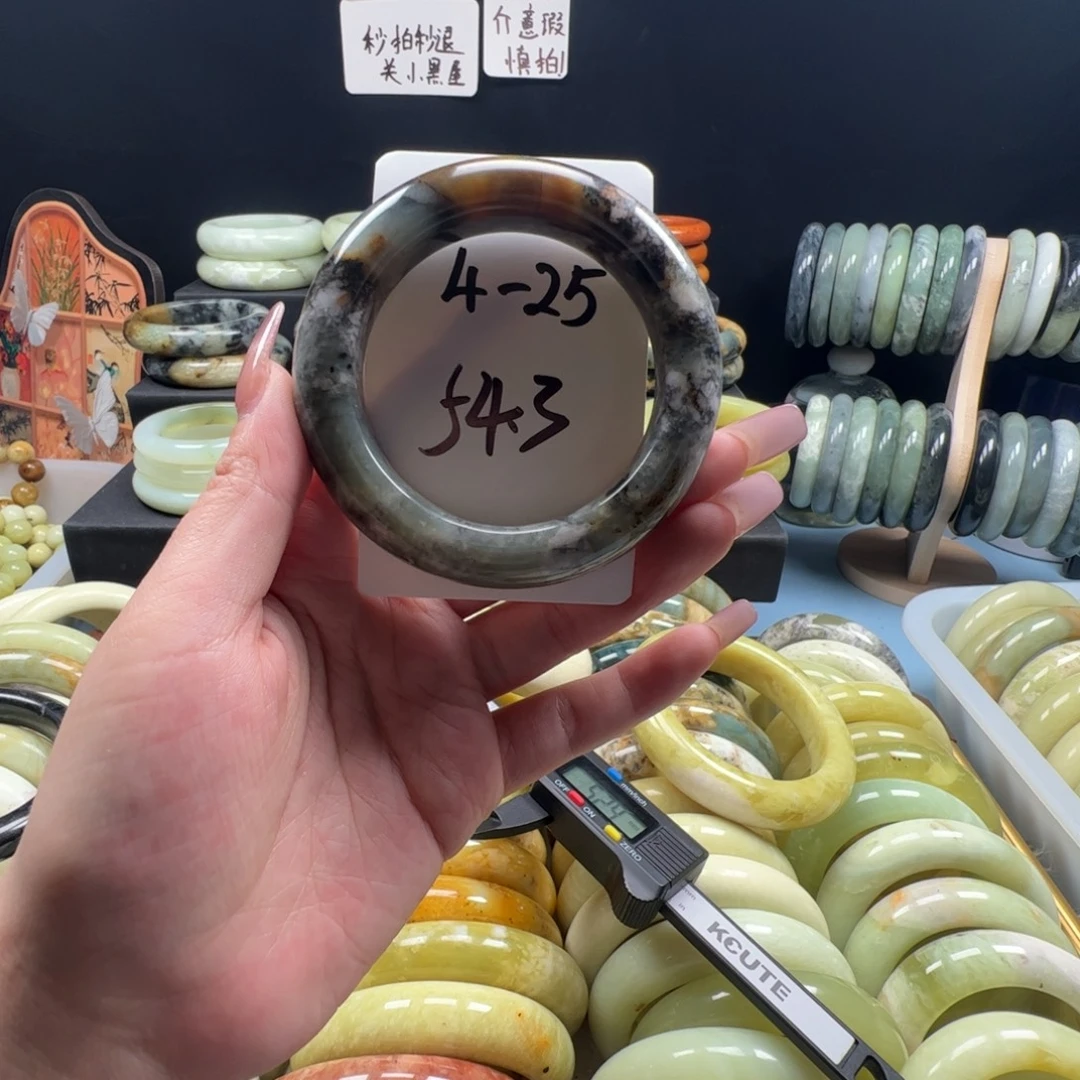 秒拍秒退
关小黑屋
介意瑕
慎拍!
4-25
f43
OFF
ON
mm/inch
ZERO
KCUTE